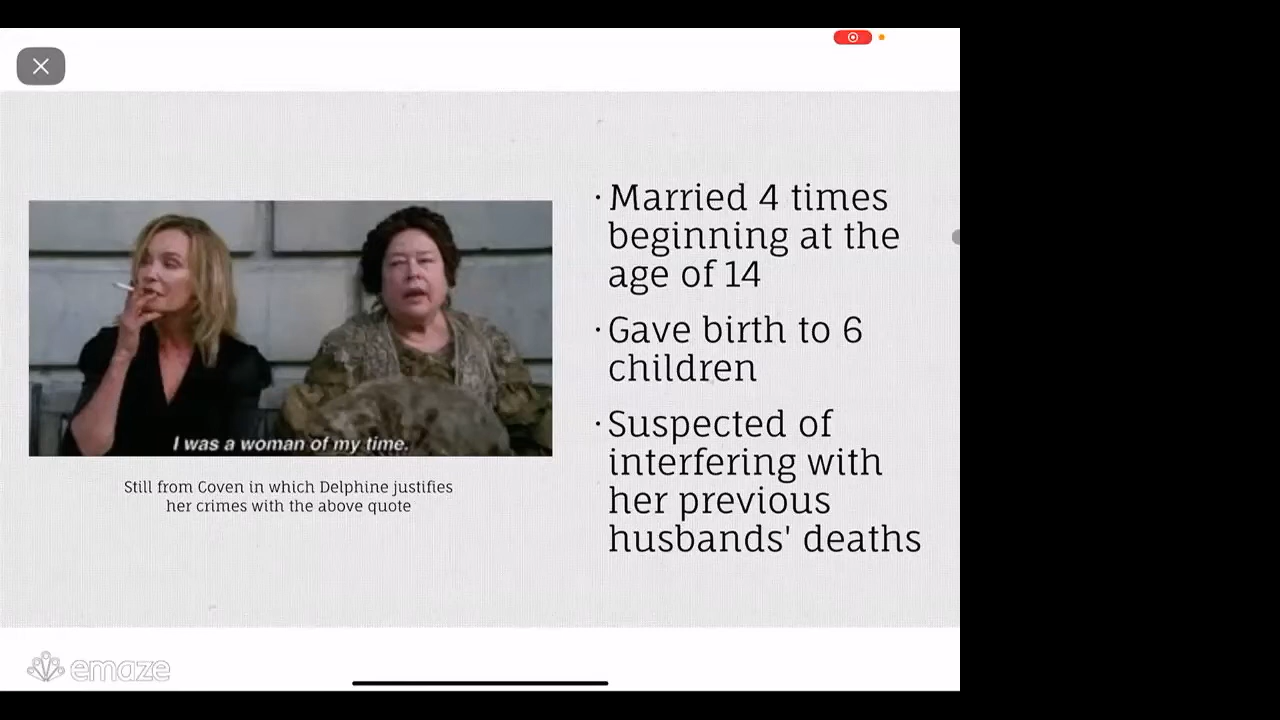 I was a woman of my time.
Still from Coven in which Delphine justifies
her crimes with the above quote
· Married 4 times
beginning at the
age of 14
· Gave birth to 6
children
· Suspected of
interfering with
her previous
husbands' deaths
emaze